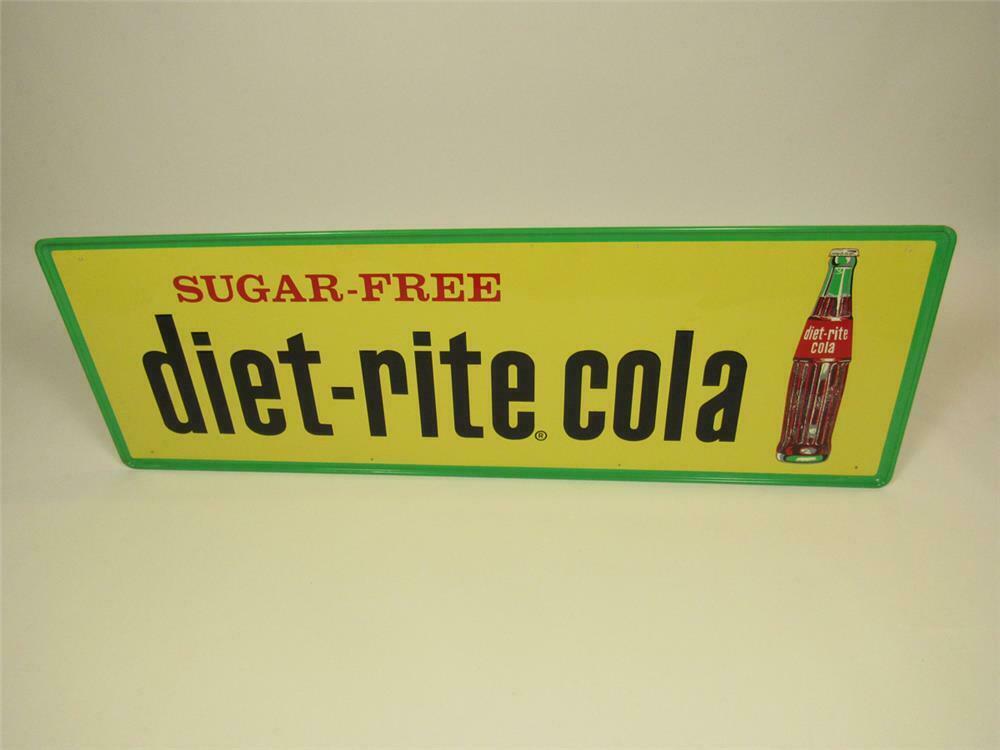 SUGAR-FREE
diet-rite® cola
diet-rite
cola